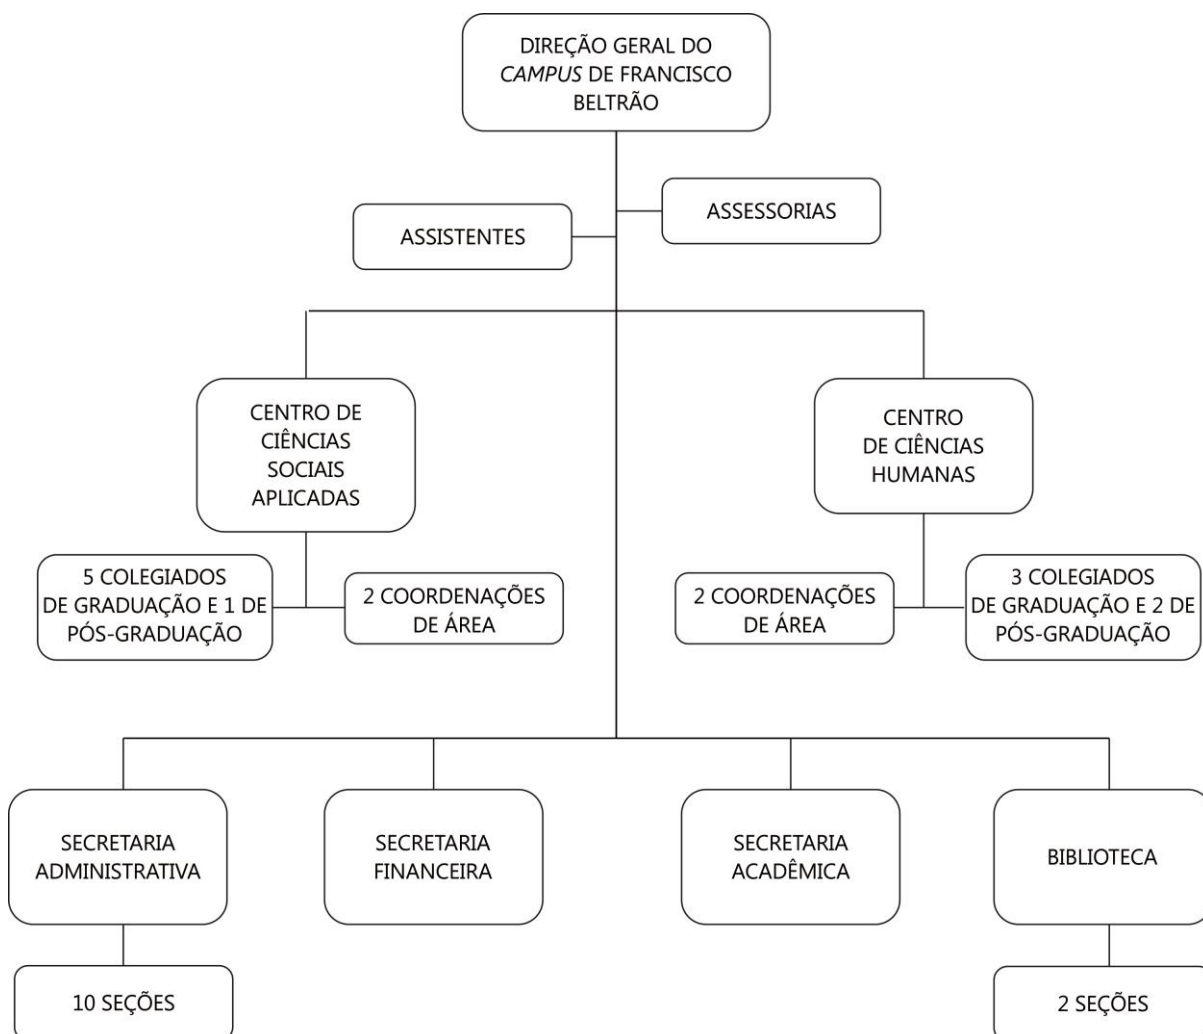 DIREÇÃO GERAL DO
CAMPUS DE FRANCISCO
BELTRÃO
ASSESSORIAS
ASSISTENTES
CENTRO DE
CIÊNCIAS
SOCIAIS
APLICADAS
CENTRO
DE CIÊNCIAS
HUMANAS
5 COLEGIADOS
DE GRADUAÇÃO E 1 DE
PÓS-GRADUAÇÃO
2 COORDENAÇÕES
DE ÁREA
2 COORDENAÇÕES
DE ÁREA
3 COLEGIADOS
DE GRADUAÇÃO E 2 DE
PÓS-GRADUAÇÃO
SECRETARIA
ADMINISTRATIVA
SECRETARIA
FINANCEIRA
SECRETARIA
ACADÊMICA
BIBLIOTECA
10 SEÇÕES
2 SEÇÕES